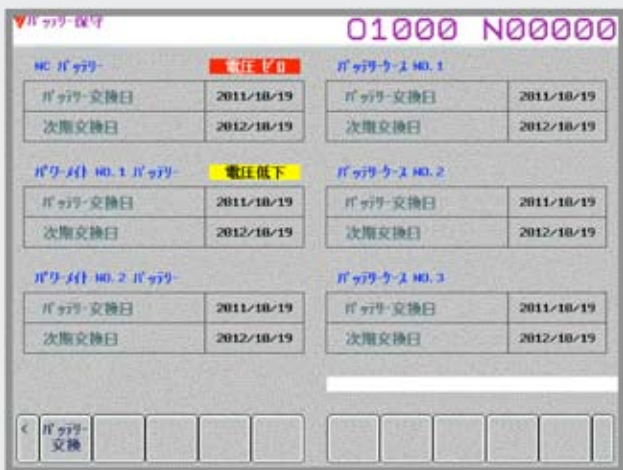 バッテリー保守
O1000 N00000
NC バッテリー 電圧ゼロ
バッテリー交換日 2011/10/19
次期交換日 2012/10/19
パワーメイト NO.1 バッテリー 電圧低下
バッテリー交換日 2011/10/19
次期交換日 2012/10/19
パワーメイト NO.2 バッテリー
バッテリー交換日 2011/10/19
次期交換日 2012/10/19
バッテリーケース NO.1
バッテリー交換日 2011/10/19
次期交換日 2012/10/19
バッテリーケース NO.2
バッテリー交換日 2011/10/19
次期交換日 2012/10/19
バッテリーケース NO.3
バッテリー交換日 2011/10/19
次期交換日 2012/10/19
<
バッテリー
交換